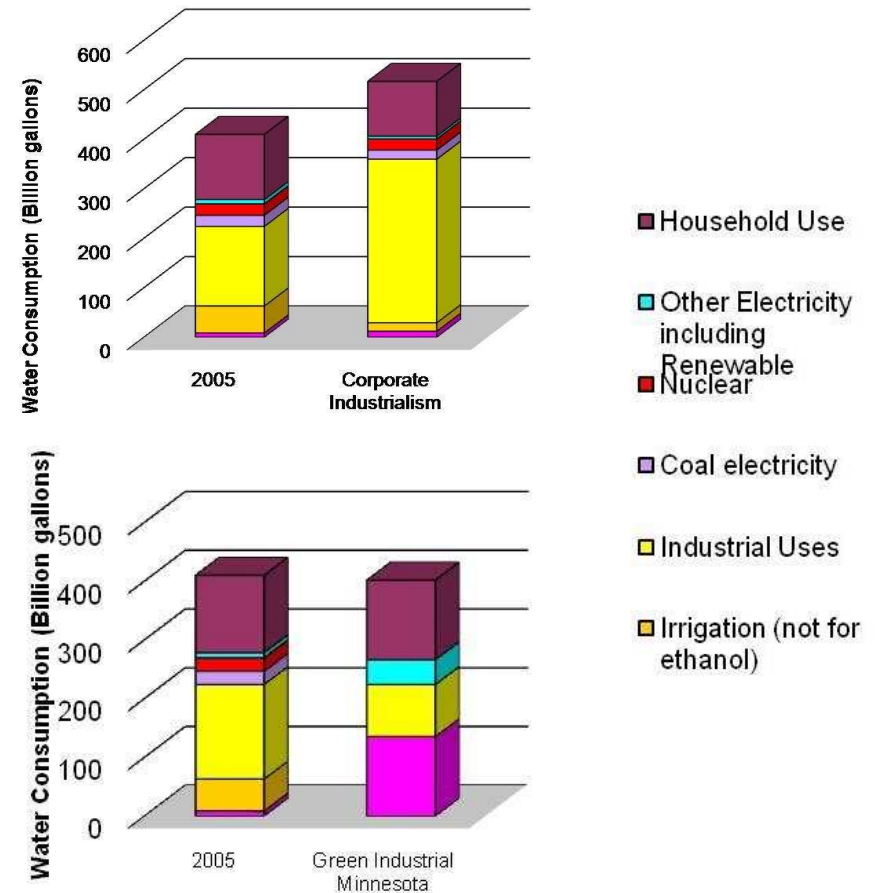 Water Consumption (Billlion gallons)
600
500
400
300
200
100
0
2005
Corporate
Industrialism
Water Consumption (Billion gallons)
500
400
300
200
100
0
2005
Green Industrial
Minnesota
Household Use
Other Electricity
including
Renewable
Nuclear
Coal electricity
Industrial Uses
Irrigation (not for
ethanol)